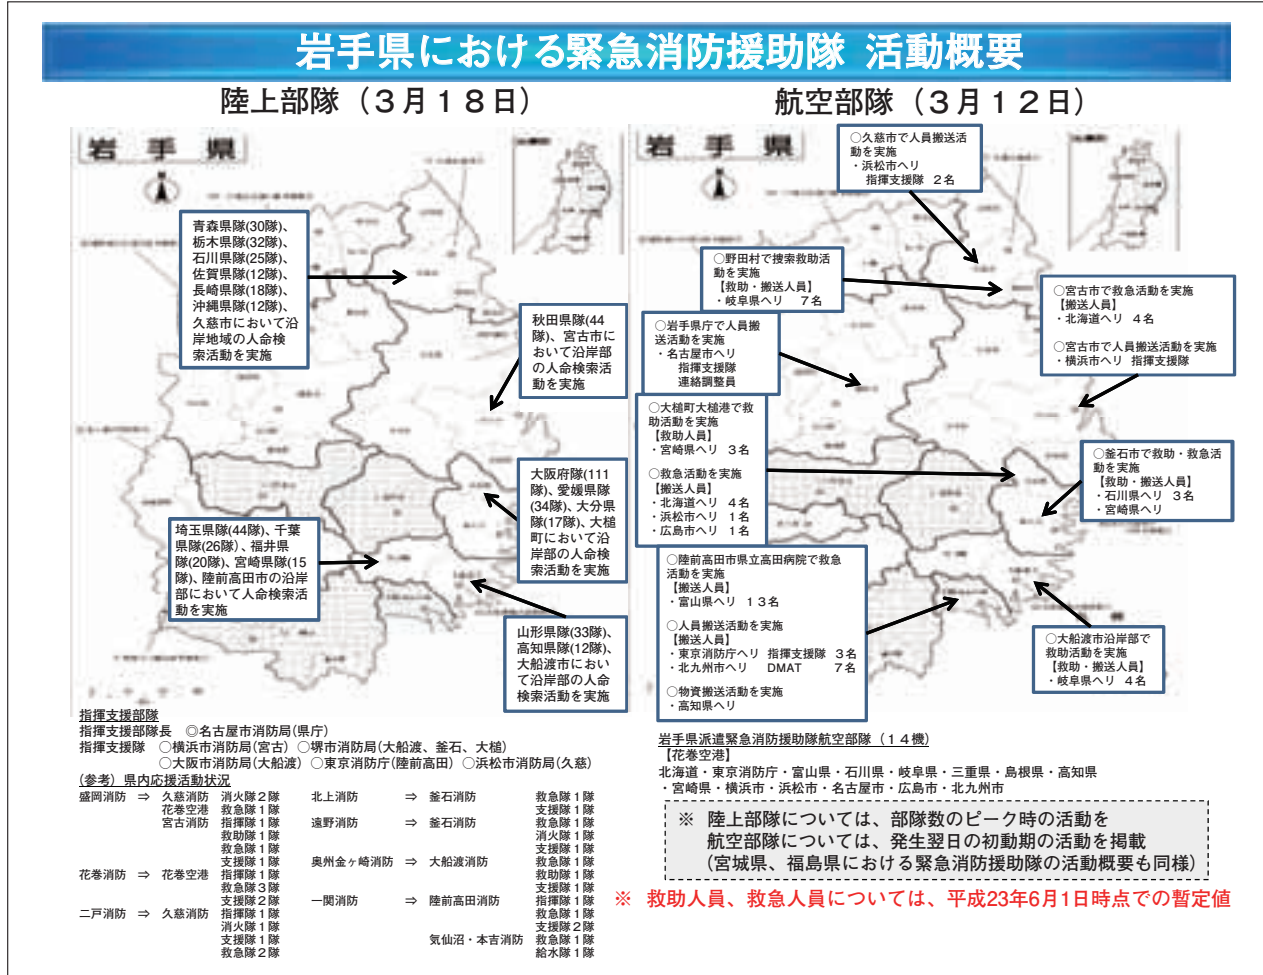 岩手県における緊急消防援助隊 活動概要
陸上部隊（３月１８日）
岩手県
青森県隊(30隊)、
栃木県隊(32隊)、
石川県隊(25隊)、
佐賀県隊(12隊)、
長崎県隊(18隊)、
沖縄県隊(12隊)、
久慈市において沿
岸地域の人命検
索活動を実施
秋田県隊(44
隊)、宮古市に
おいて沿岸部
の人命検索活
動を実施
大阪府隊(111
隊)、愛媛県隊
(34隊)、大分県
隊(17隊)、大槌
町において沿
岸部の人命検
索活動を実施
埼玉県隊(44隊)、千葉
県隊(26隊）、福井県
隊(20隊)、宮崎県隊(15
隊)、陸前高田市の沿岸
部において人命検索活
動を実施
山形県隊(33隊)、
高知県隊(12隊)、
大船渡市におい
て沿岸部の人命
検索活動を実施
航空部隊（３月１２日）
岩手県
○久慈市で人員搬送活
動を実施
・浜松市ヘリ
指揮支援隊 ２名
○野田村で捜索救助活
動を実施
【救助・搬送人員】
・岐阜県ヘリ ７名
○宮古市で救急活動を実施
【搬送人員】
・北海道ヘリ ４名
○宮古市で人員搬送活動を実施
・横浜市ヘリ 指揮支援隊
○岩手県庁で人員搬
送活動を実施
・名古屋市ヘリ
指揮支援隊
連絡調整員
○大槌町大槌港で救
助活動を実施
【救助人員】
・宮崎県ヘリ ３名
○救急活動を実施
【搬送人員】
・北海道ヘリ ４名
・浜松市ヘリ １名
・広島市ヘリ １名
○釜石市で救助・救急活
動を実施
【救助・搬送人員】
・石川県ヘリ ３名
・宮崎県ヘリ
○陸前高田市県立高田病院で救急
活動を実施
【搬送人員】
・富山県ヘリ １３名
○人員搬送活動を実施
【搬送人員】
・東京消防庁ヘリ 指揮支援隊 ３名
・北九州市ヘリ DMAT ７名
○物資搬送活動を実施
・高知県ヘリ
○大船渡市沿岸部で
救助活動を実施
【救助・搬送人員】
・岐阜県ヘリ ４名
指揮支援部隊
指揮支援部隊長 ◎名古屋市消防局(県庁）
指揮支援隊 ○横浜市消防局(宮古) ○堺市消防局(大船渡、釜石、大槌)
○大阪市消防局(大船渡) ○東京消防庁(陸前高田) ○浜松市消防局(久慈)
(参考）県内応援活動状況
盛岡消防 ⇒ 久慈消防 消火隊２隊 北上消防 ⇒ 釜石消防 救急隊１隊
花巻空港 救急隊１隊 支援隊１隊
宮古消防 指揮隊１隊 遠野消防 ⇒ 釜石消防 救急隊１隊
救助隊１隊 消火隊１隊
救急隊１隊 支援隊１隊
支援隊１隊 奥州金ヶ崎消防 ⇒ 大船渡消防 救急隊１隊
花巻消防 ⇒ 花巻空港 指揮隊１隊 救助隊１隊
救急隊３隊 支援隊１隊
支援隊２隊 一関消防 ⇒ 陸前高田消防 指揮隊１隊
二戸消防 ⇒ 久慈消防 指揮隊１隊 救急隊１隊
消火隊１隊 支援隊２隊
支援隊１隊 気仙沼・本吉消防 救急隊１隊
救急隊２隊 給水隊１隊
岩手県派遣緊急消防援助隊航空部隊（１４機）
【花巻空港】
北海道・東京消防庁・富山県・石川県・岐阜県・三重県・島根県・高知県
・宮崎県・横浜市・浜松市・名古屋市・広島市・北九州市
※ 陸上部隊については、部隊数のピーク時の活動を
航空部隊については、発生翌日の初動期の活動を掲載
（宮城県、福島県における緊急消防援助隊の活動概要も同様）
※ 救助人員、救急人員については、平成23年6月1日時点での暫定値